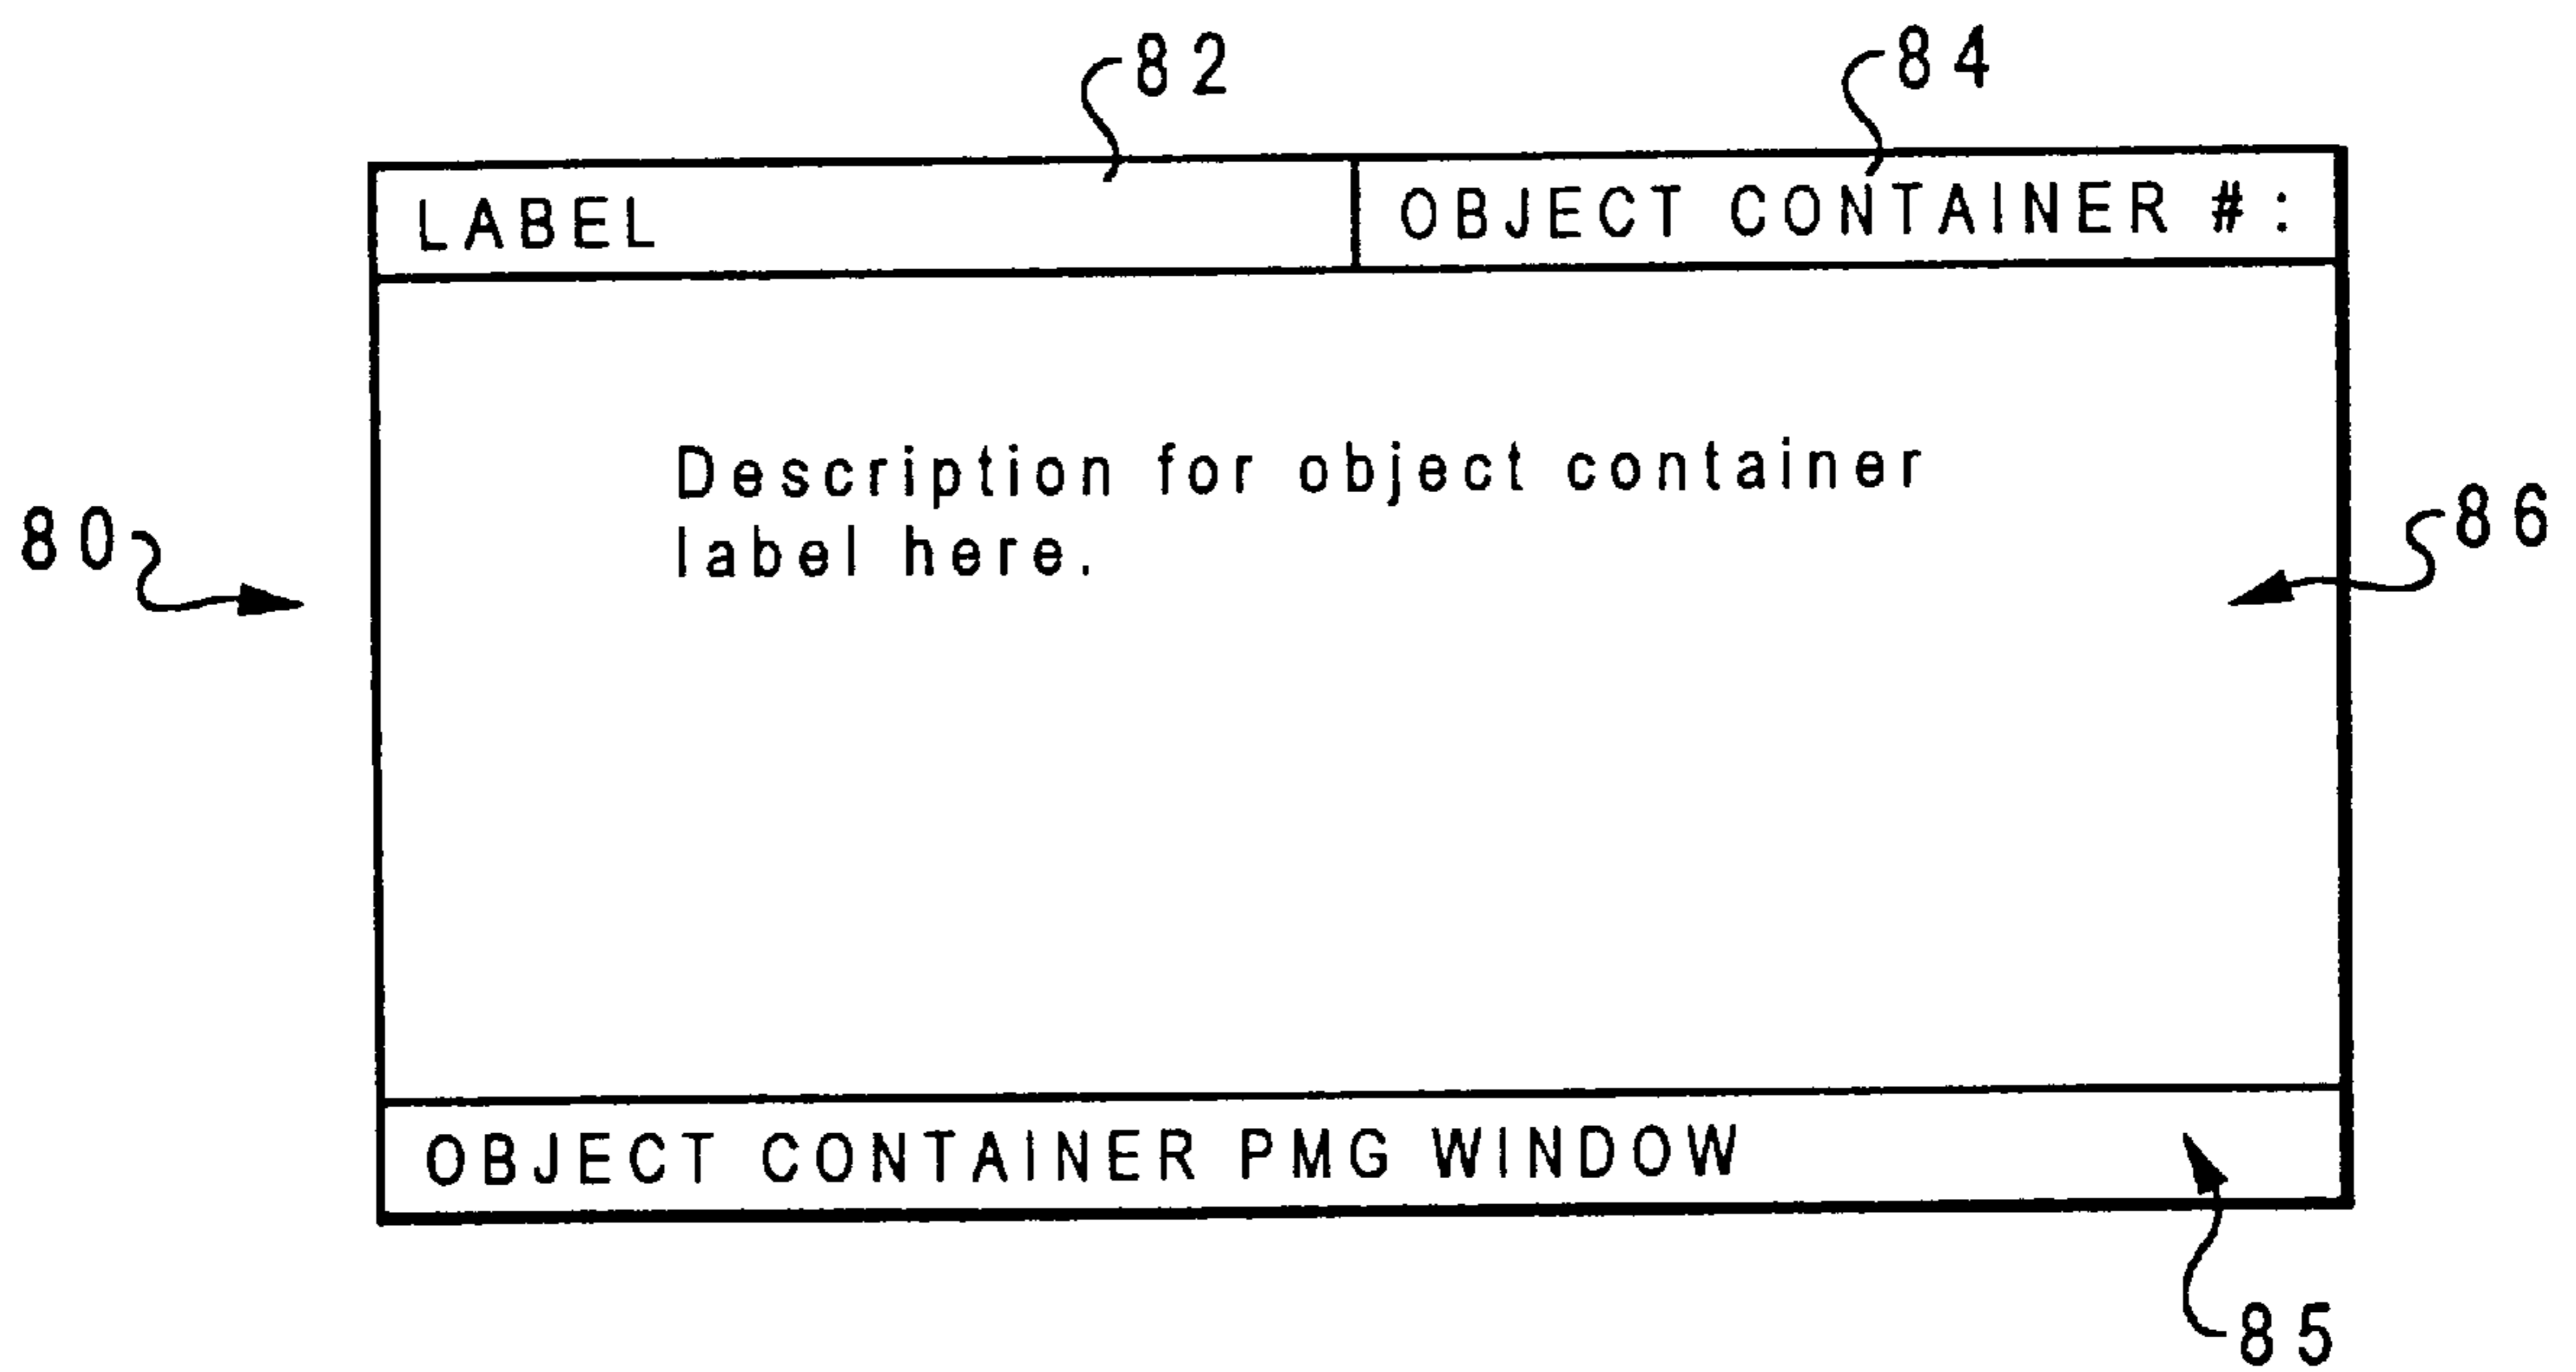 82
84
LABEL
OBJECT CONTAINER #:
Description for object container
label here.
80
86
OBJECT CONTAINER PMG WINDOW
85